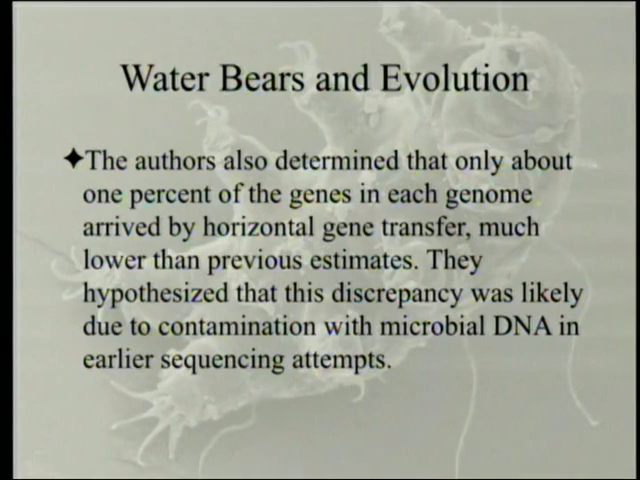 Water Bears and Evolution
✦The authors also determined that only about
one percent of the genes in each genome
arrived by horizontal gene transfer, much
lower than previous estimates. They
hypothesized that this discrepancy was likely
due to contamination with microbial DNA in
earlier sequencing attempts.